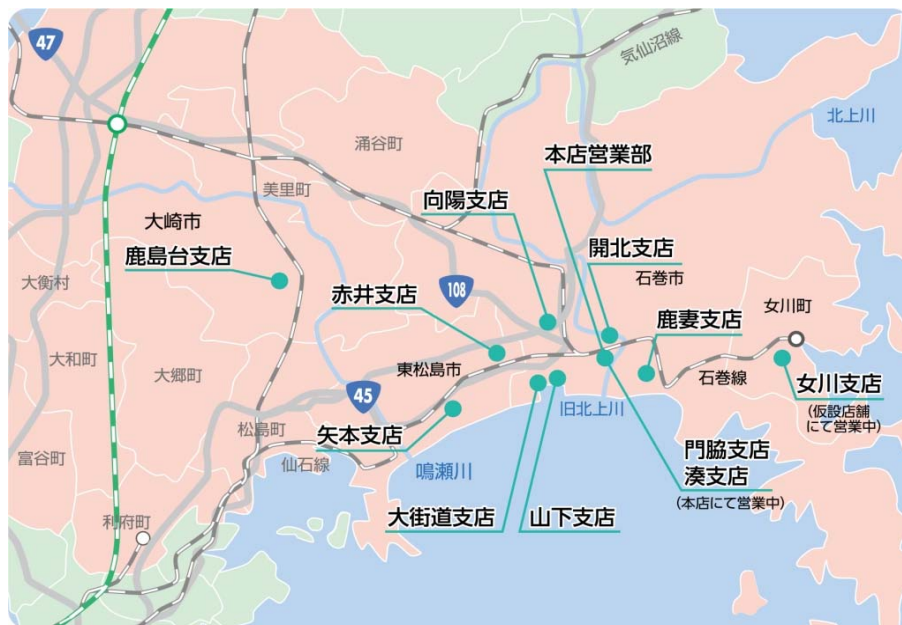 47
気仙沼線
北上川
涌谷町
本店営業部
美里町
向陽支店
大崎市
鹿島台支店
開北支店
石巻市
大衡村
赤井支店
108
鹿妻支店
女川町
大和町
大郷町
東松島市
石巻線
女川支店
(仮設店舗
にて営業中)
45
旧北上川
松島町
矢本支店
富谷町
仙石線
鳴瀬川
門脇支店
湊支店
(本店にて営業中)
大街道支店
山下支店
利府町